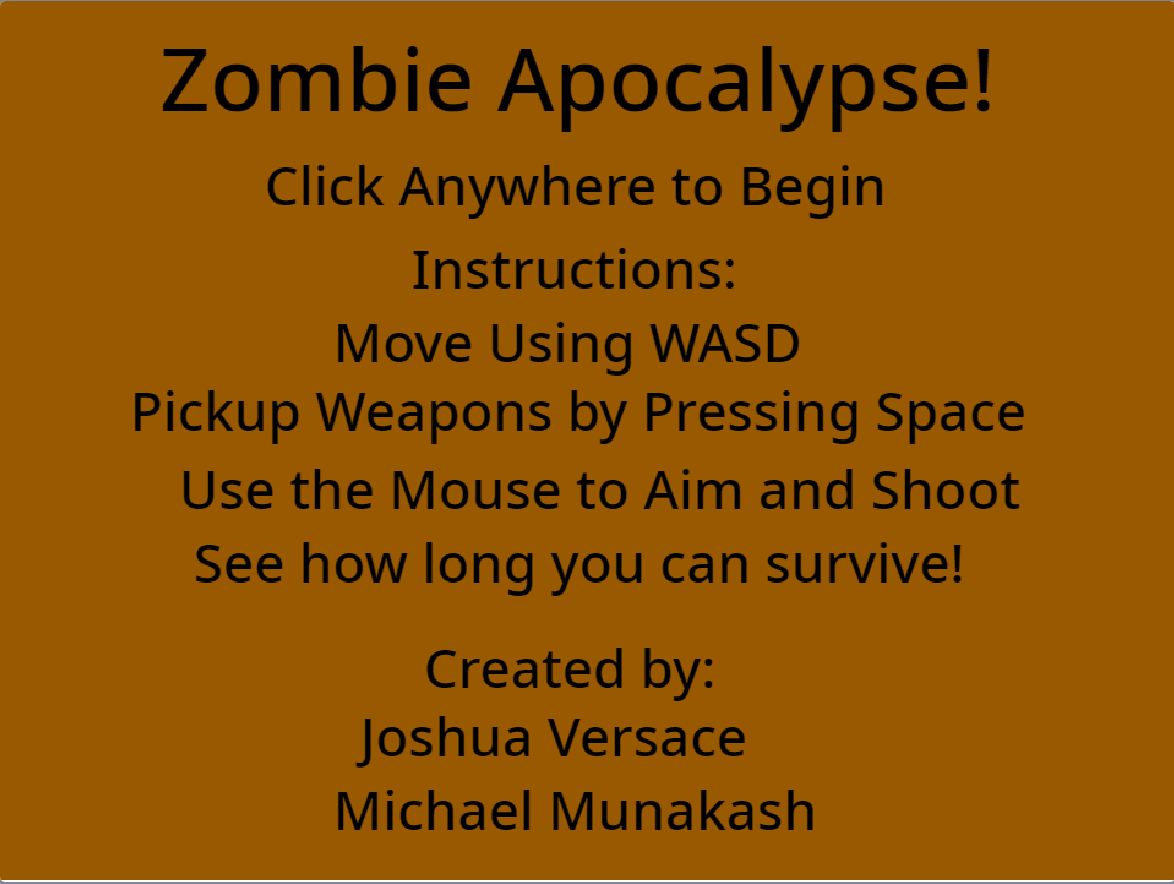 Zombie Apocalypse!
Click Anywhere to Begin
Instructions:
Move Using WASD
Pickup Weapons by Pressing Space
Use the Mouse to Aim and Shoot
See how long you can survive!
Created by:
Joshua Versace
Michael Munakash